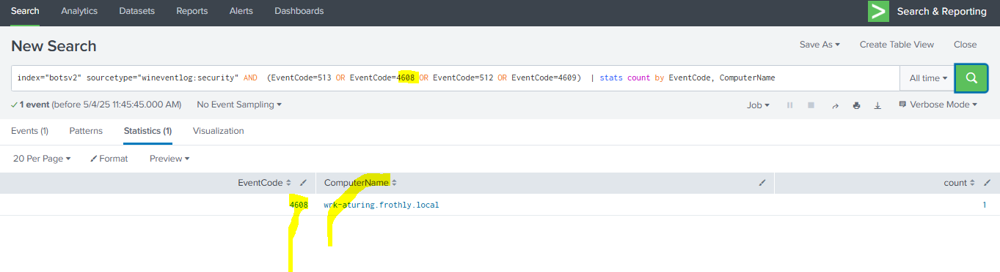 Search Analytics Datasets Reports Alerts Dashboards > Search & Reporting
New Search Save As Create Table View Close
index="botsv2" sourcetype="wineventlog:security" AND (EventCode=513 OR EventCode=4608 OR EventCode=512 OR EventCode=4609) | stats count by EventCode, ComputerName All time
1 event (before 5/4/25 11:45:45.000 AM) No Event Sampling Job Verbose Mode
Events (1) Patterns Statistics (1) Visualization
20 Per Page Format Preview
EventCode ComputerName count
4608 wrk-aturing.frothly.local 1